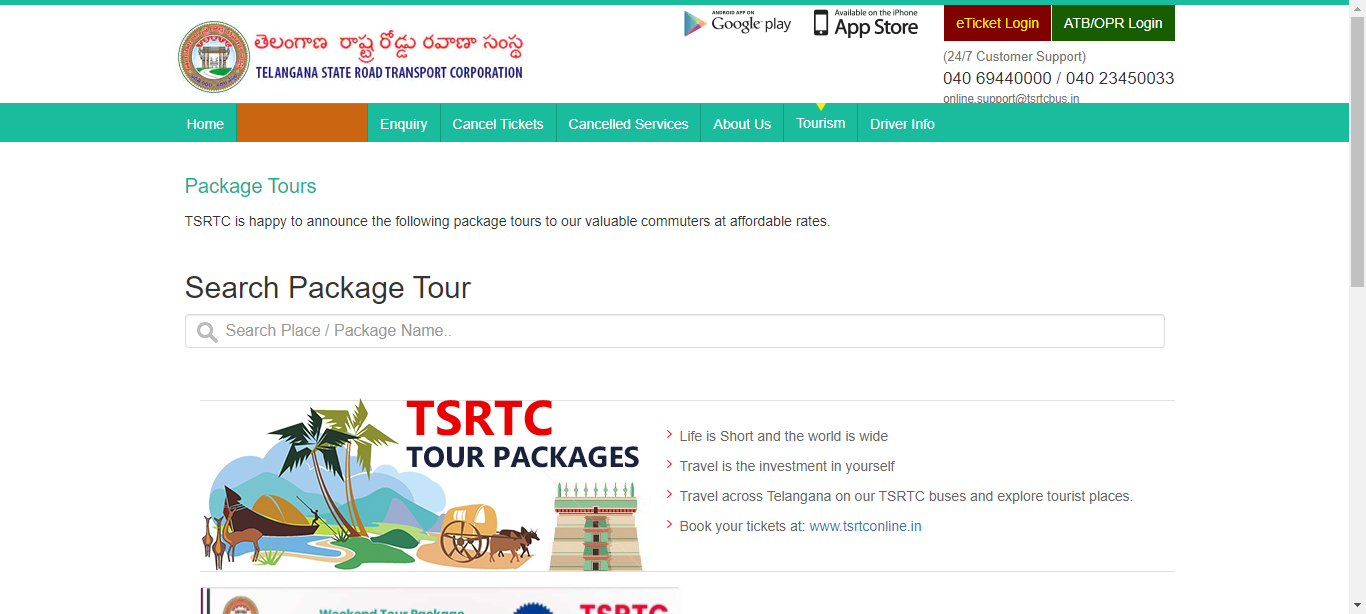 తెలంగాణ రాష్ట్ర రోడ్డు రవాణా సంస్థ
TELANGANA STATE ROAD TRANSPORT CORPORATION
ANDROID APP ON
Google play
Available on the iPhone
App Store
eTicket Login
ATB/OPR Login
(24/7 Customer Support)
040 69440000 / 040 23450033
online.support@tsrtcbus.in
Home
Enquiry
Cancel Tickets
Cancelled Services
About Us
Tourism
Driver Info
Package Tours
TSRTC is happy to announce the following package tours to our valuable commuters at affordable rates.
Search Package Tour
Search Place / Package Name..
TSRTC
TOUR PACKAGES
Life is Short and the world is wide
Travel is the investment in yourself
Travel across Telangana on our TSRTC buses and explore tourist places.
Book your tickets at: www.tsrtconline.in
Weekend Tour Package
TSRTC